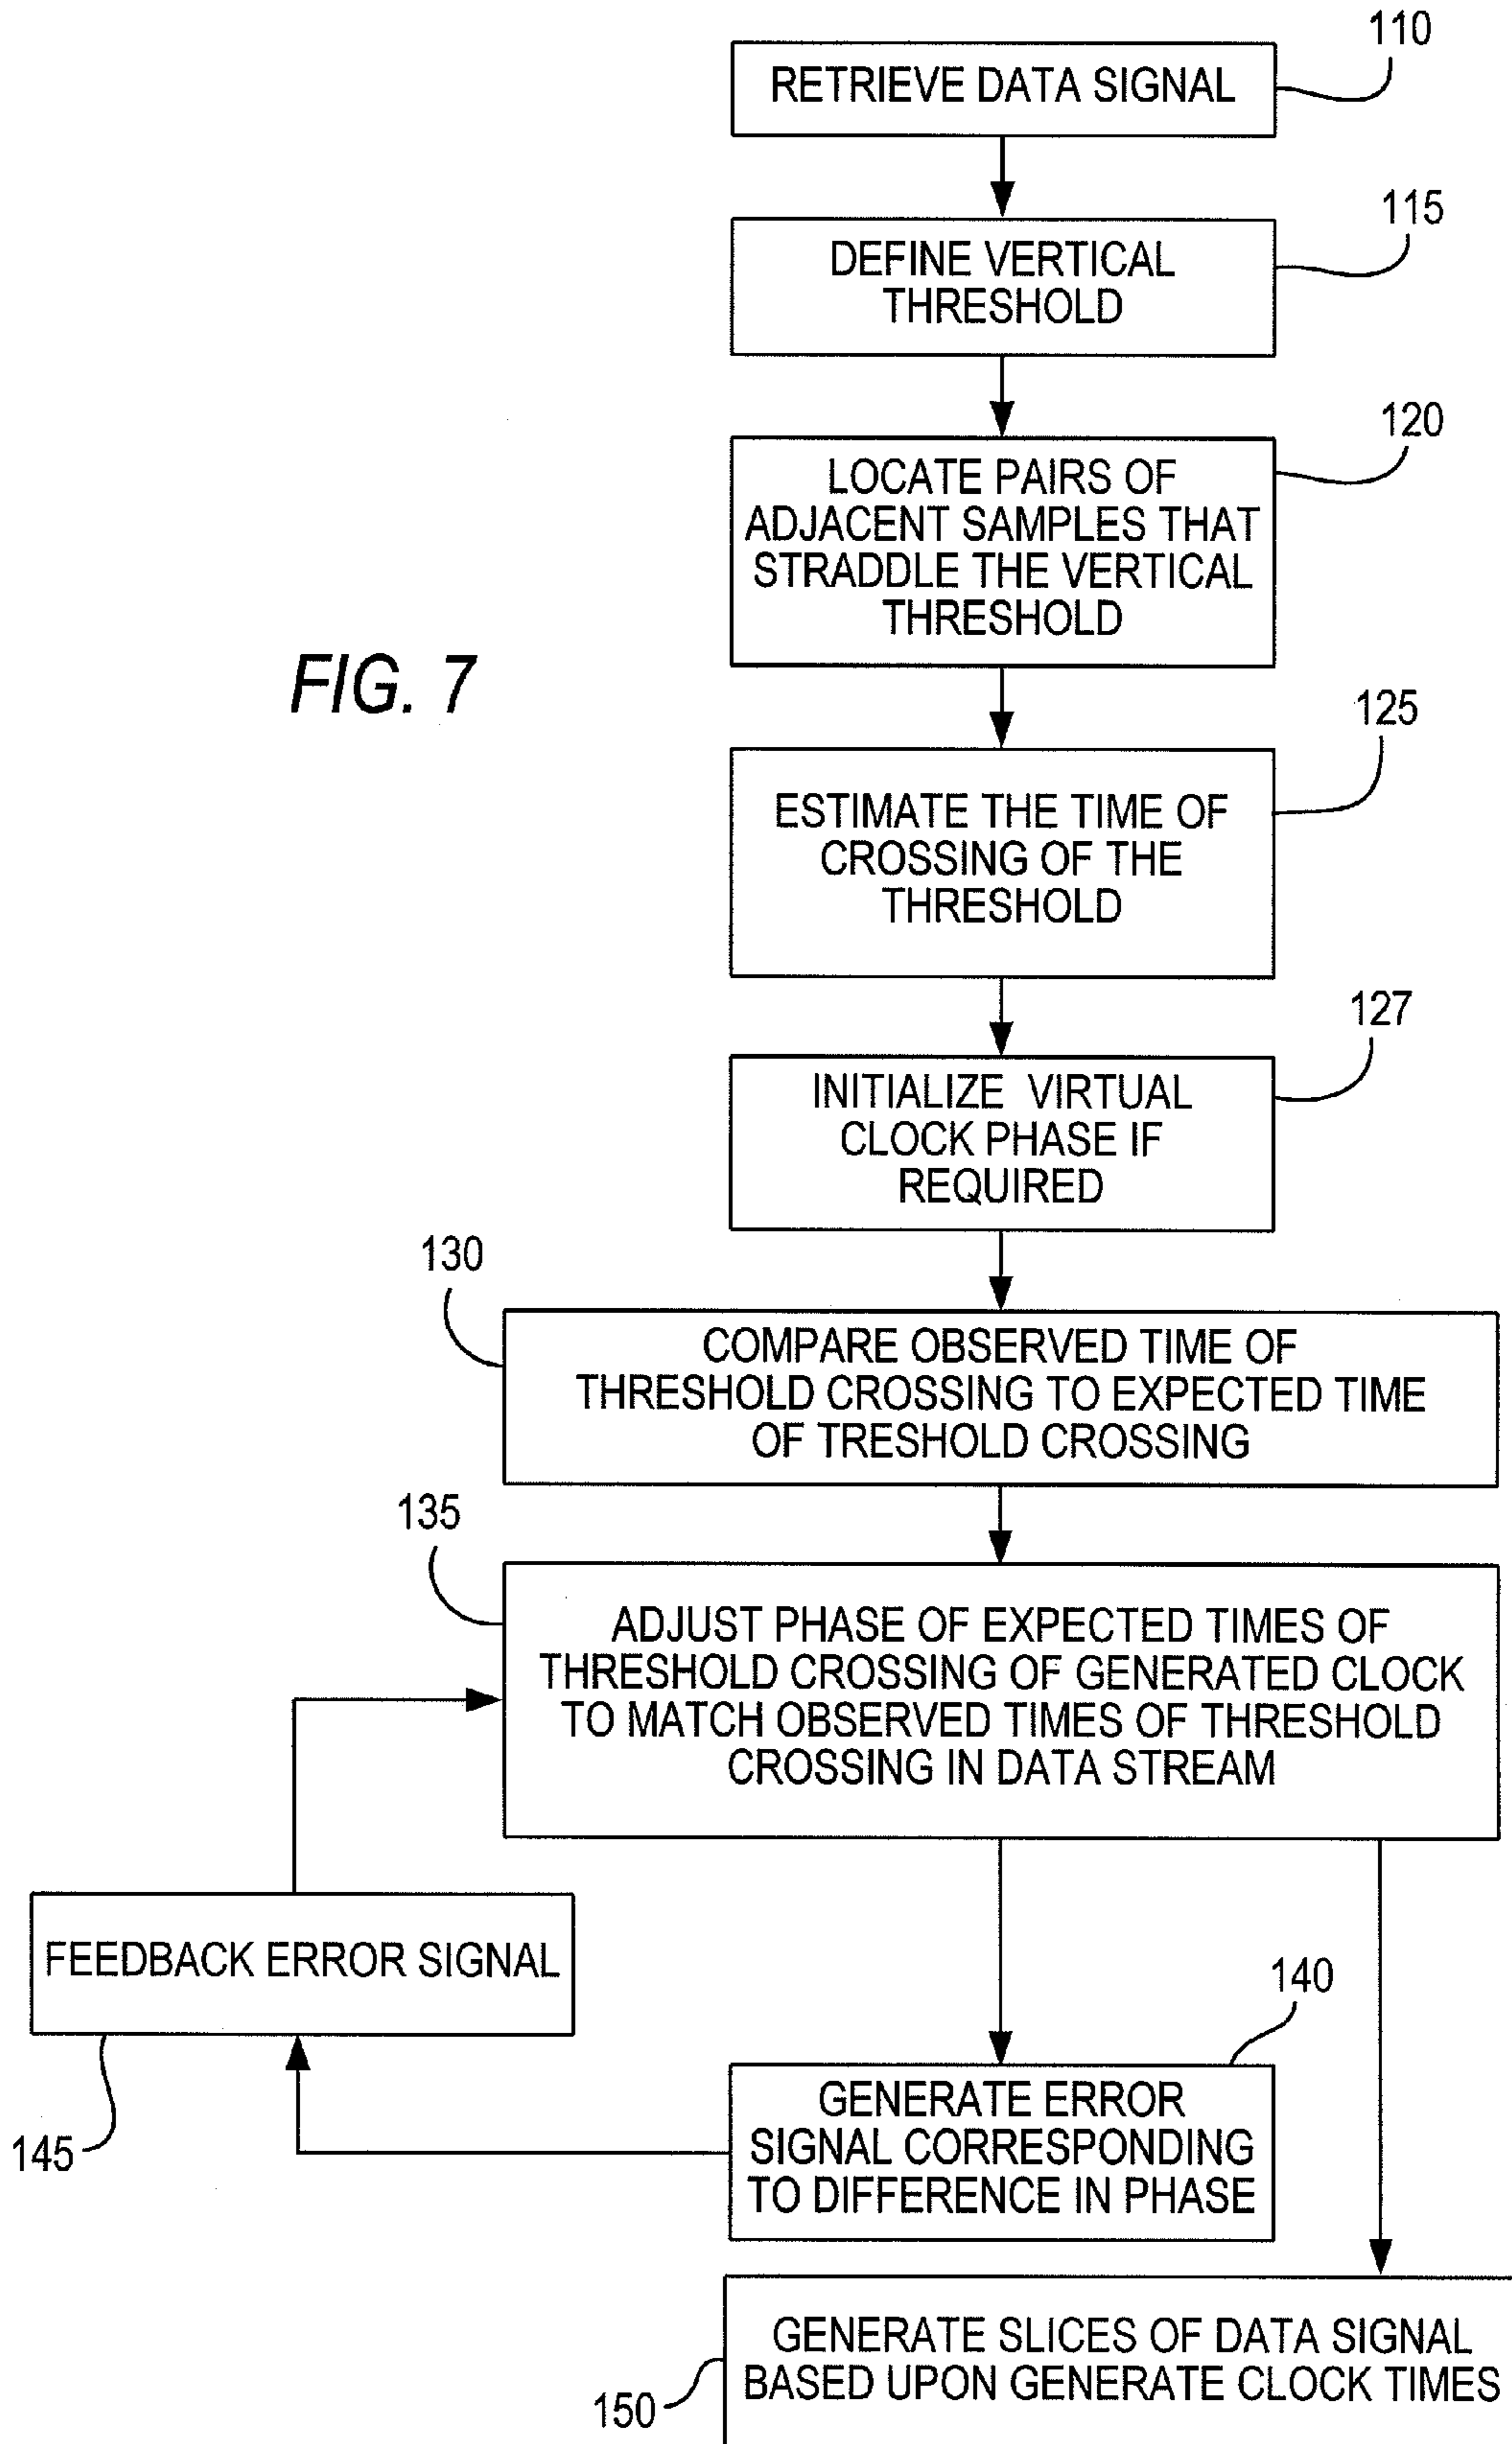 110
RETRIEVE DATA SIGNAL
115
DEFINE VERTICAL
THRESHOLD
120
LOCATE PAIRS OF
ADJACENT SAMPLES THAT
STRADDLE THE VERTICAL
THRESHOLD
FIG. 7
125
ESTIMATE THE TIME OF
CROSSING OF THE
THRESHOLD
127
INITIALIZE VIRTUAL
CLOCK PHASE IF
REQUIRED
130
COMPARE OBSERVED TIME OF
THRESHOLD CROSSING TO EXPECTED TIME
OF TRESHOLD CROSSING
135
ADJUST PHASE OF EXPECTED TIMES OF
THRESHOLD CROSSING OF GENERATED CLOCK
TO MATCH OBSERVED TIMES OF THRESHOLD
CROSSING IN DATA STREAM
FEEDBACK ERROR SIGNAL
145
140
GENERATE ERROR
SIGNAL CORRESPONDING
TO DIFFERENCE IN PHASE
GENERATE SLICES OF DATA SIGNAL
BASED UPON GENERATE CLOCK TIMES
150